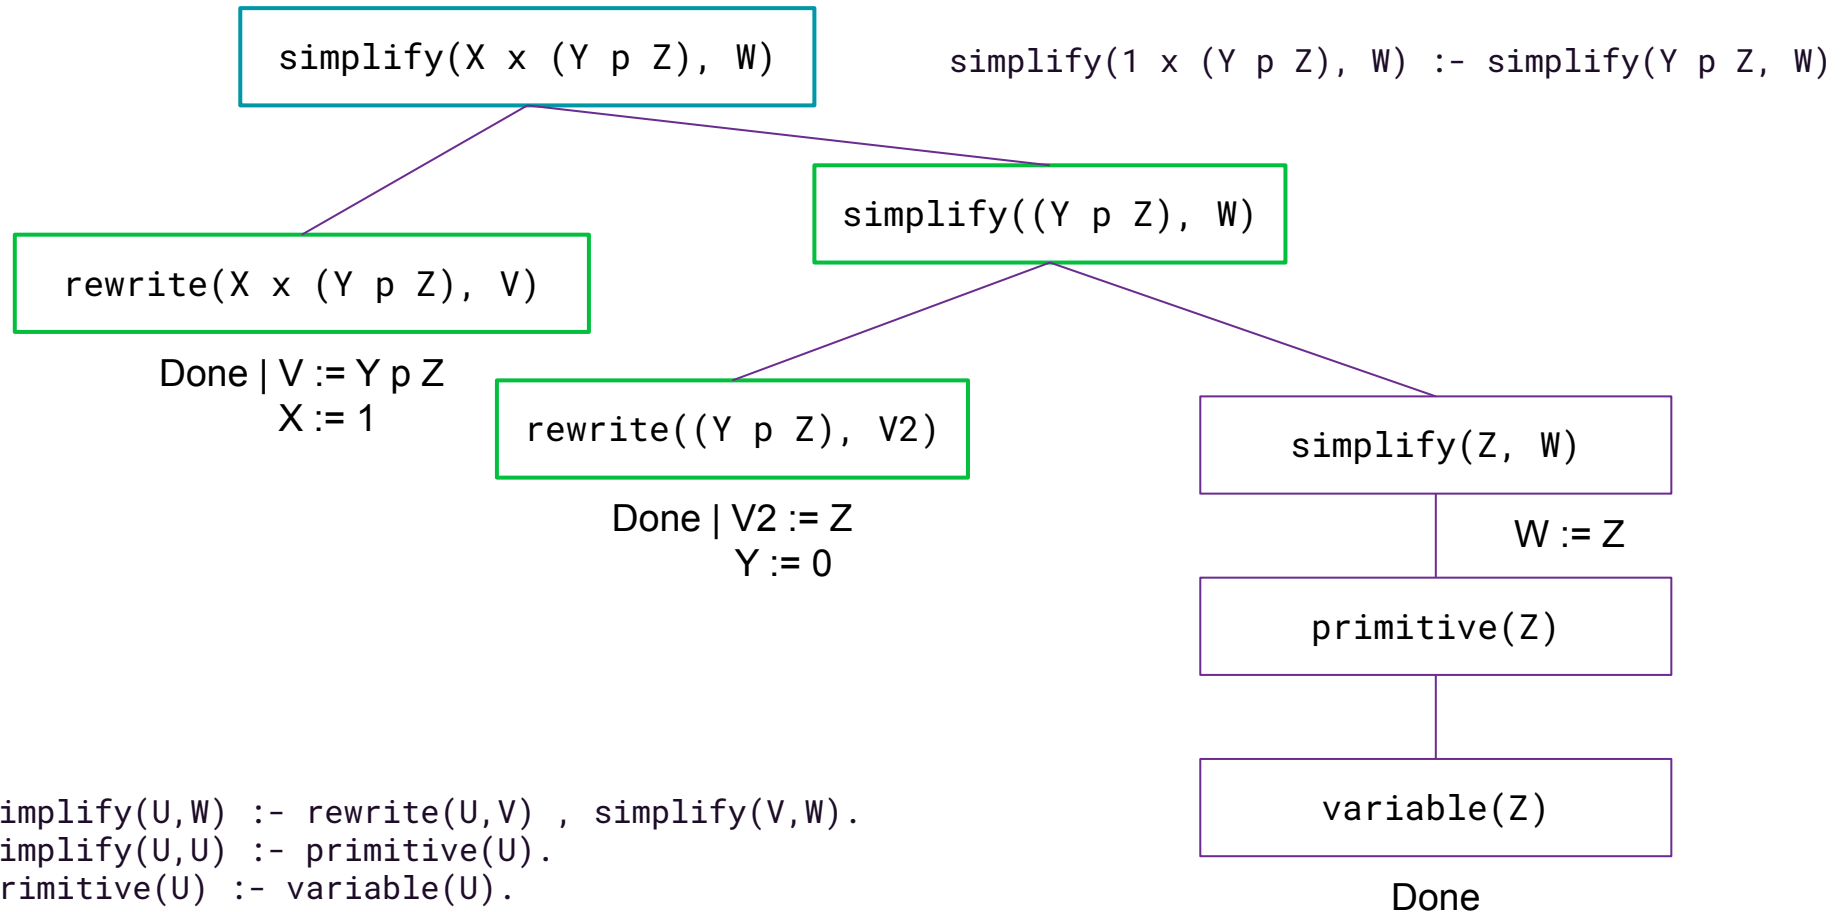 simplify(X x (Y p Z), W)
simplify(1 x (Y p Z), W) :- simplify(Y p Z, W)
simplify((Y p Z), W)
rewrite(X x (Y p Z), V)
Done | V := Y p Z
X := 1
rewrite((Y p Z), V2)
simplify(Z, W)
Done | V2 := Z
Y := 0
W := Z
primitive(Z)
variable(Z)
implify(U,W) :- rewrite(U,V) , simplify(V,W).
implify(U,U) :- primitive(U).
rimitive(U) :- variable(U).
Done